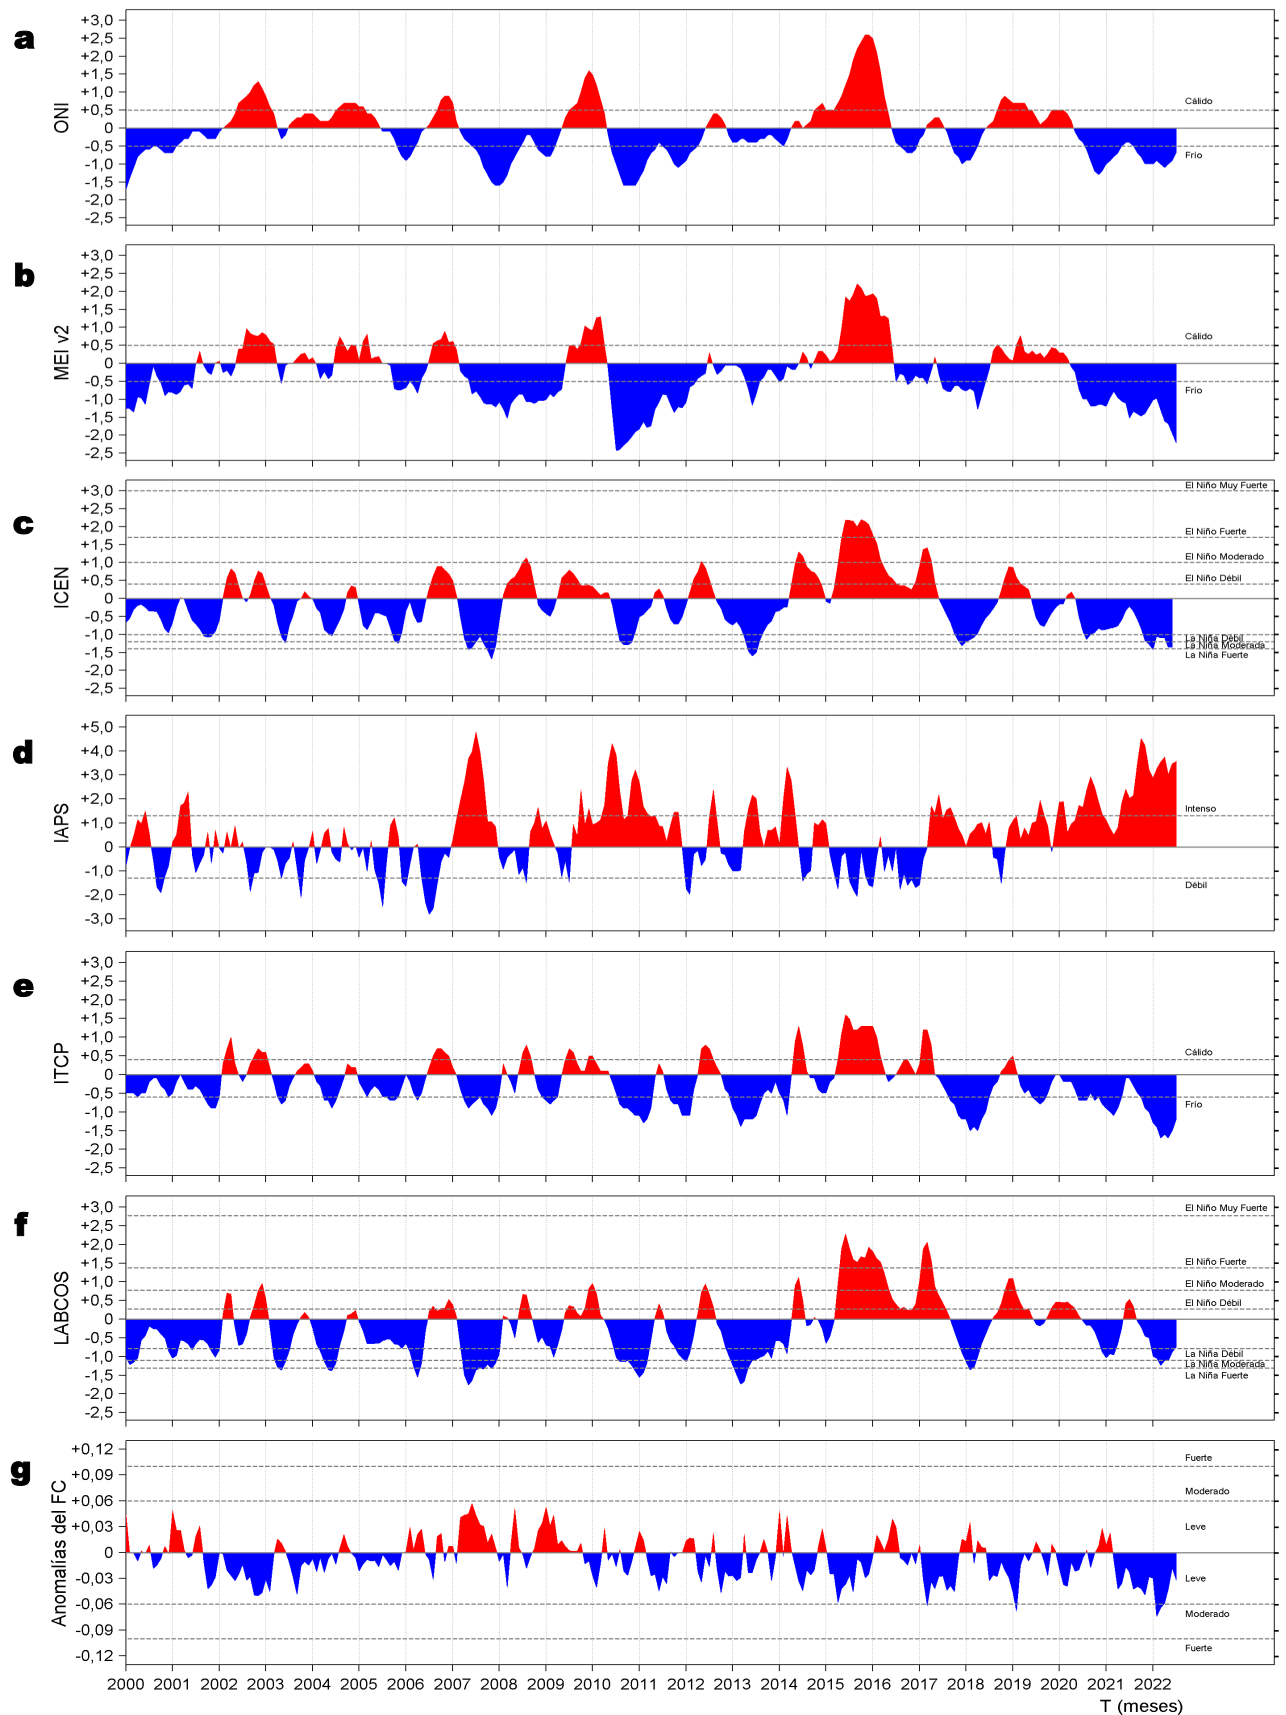 a
ONI
+3,0
+2,5
+2,0
+1,5
+1,0
+0,5
0
-0,5
-1,0
-1,5
-2,0
-2,5
Cálido
Frío
b
MEI v2
+3,0
+2,5
+2,0
+1,5
+1,0
+0,5
0
-0,5
-1,0
-1,5
-2,0
-2,5
Cálido
Frío
c
ICEN
+3,0
+2,5
+2,0
+1,5
+1,0
+0,5
0
-0,5
-1,0
-1,5
-2,0
-2,5
El Niño Muy Fuerte
El Niño Fuerte
El Niño Moderado
El Niño Débil
La Niña Débil
La Niña Moderada
La Niña Fuerte
d
IAPS
+5,0
+4,0
+3,0
+2,0
+1,0
0
-1,0
-2,0
-3,0
Intenso
Débil
e
ITCP
+3,0
+2,5
+2,0
+1,5
+1,0
+0,5
0
-0,5
-1,0
-1,5
-2,0
-2,5
Cálido
Frío
f
LABCOS
+3,0
+2,5
+2,0
+1,5
+1,0
+0,5
0
-0,5
-1,0
-1,5
-2,0
-2,5
El Niño Muy Fuerte
El Niño Fuerte
El Niño Moderado
El Niño Débil
La Niña Débil
La Niña Moderada
La Niña Fuerte
g
Anomalías del FC
+0,12
+0,09
+0,06
+0,03
0
-0,03
-0,06
-0,09
-0,12
Fuerte
Moderado
Leve
Leve
Moderado
Fuerte
2000 2001 2002 2003 2004 2005 2006 2007 2008 2009 2010 2011 2012 2013 2014 2015 2016 2017 2018 2019 2020 2021 2022
T (meses)